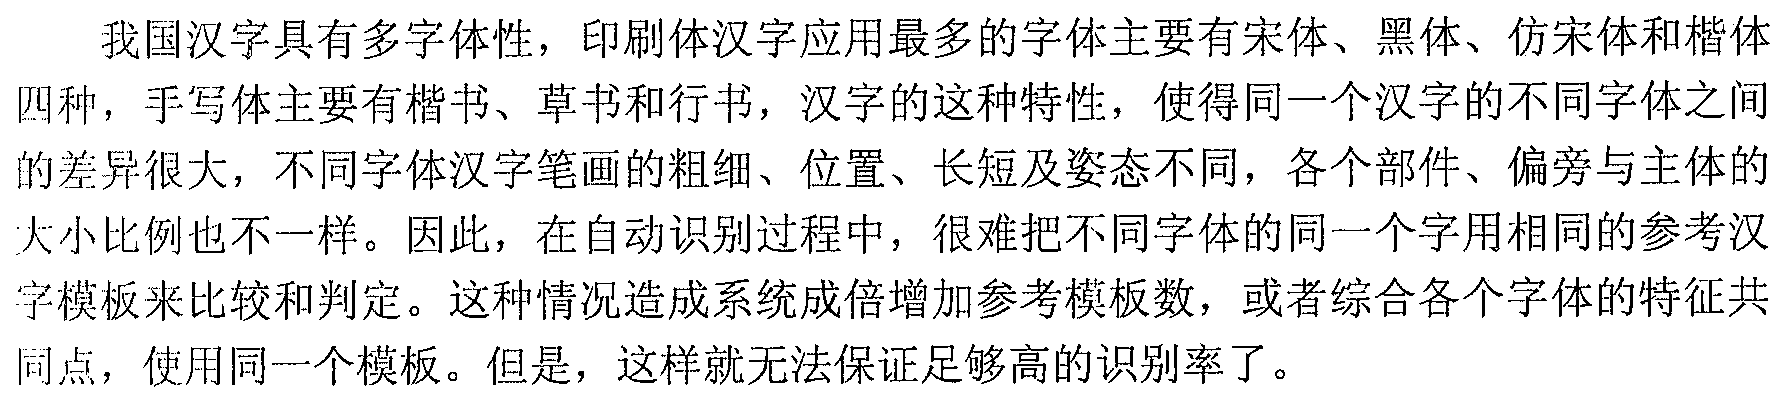 我国汉字具有多字体性，印刷体汉字应用最多的字体主要有宋体、黑体、仿宋体和楷体
四种，手写体主要有楷书、草书和行书，汉字的这种特性，使得同一个汉字的不同字体之间
的差异很大，不同字体汉字笔画的粗细、位置、长短及姿态不同，各个部件、偏旁与主体的
大小比例也不一样。因此，在自动识别过程中，很难把不同字体的同一个字用相同的参考汉
字模板来比较和判定。这种情况造成系统成倍增加参考模板数，或者综合各个字体的特征共
同点，使用同一个模板。但是，这样就无法保证足够高的识别率了。